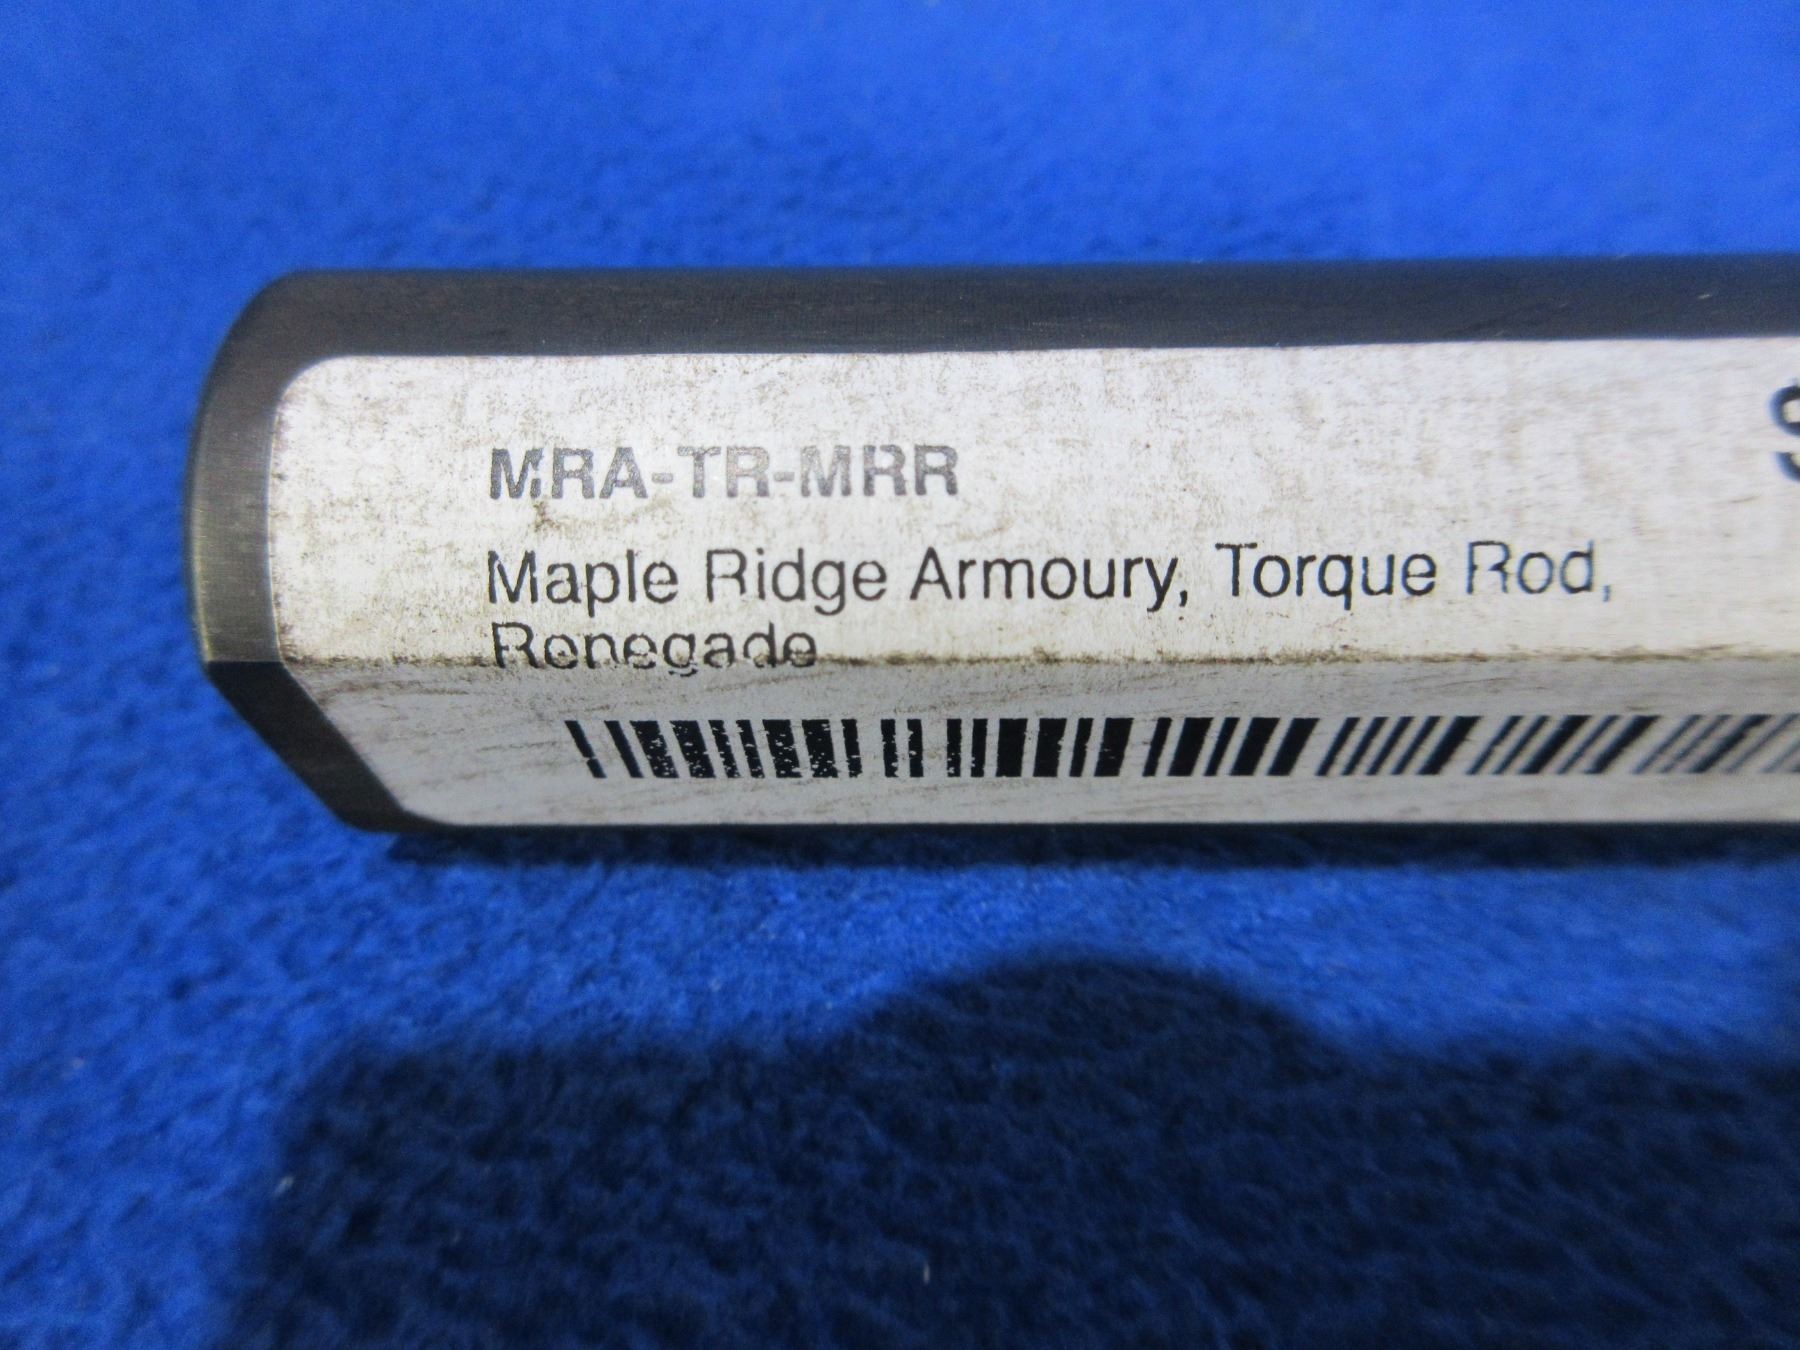 MRA-TR-MRR
Maple Ridge Armoury, Torque Rod,
Renegade